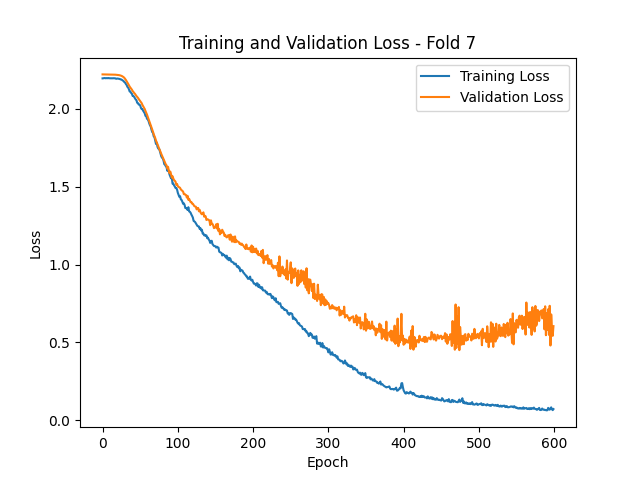 Training and Validation Loss - Fold 7
Training Loss
Validation Loss
Loss
2.0
1.5
1.0
0.5
0.0
0 100 200 300 400 500 600
Epoch